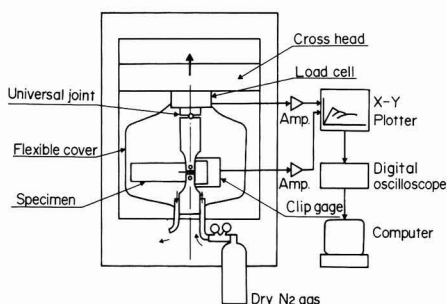 Cross head
Load cell
Universal joint
Amp.
X-Y
Plotter
Flexible cover
Amp.
Digital
oscilloscope
Specimen
Clip gage
Computer
Dry N2 gas